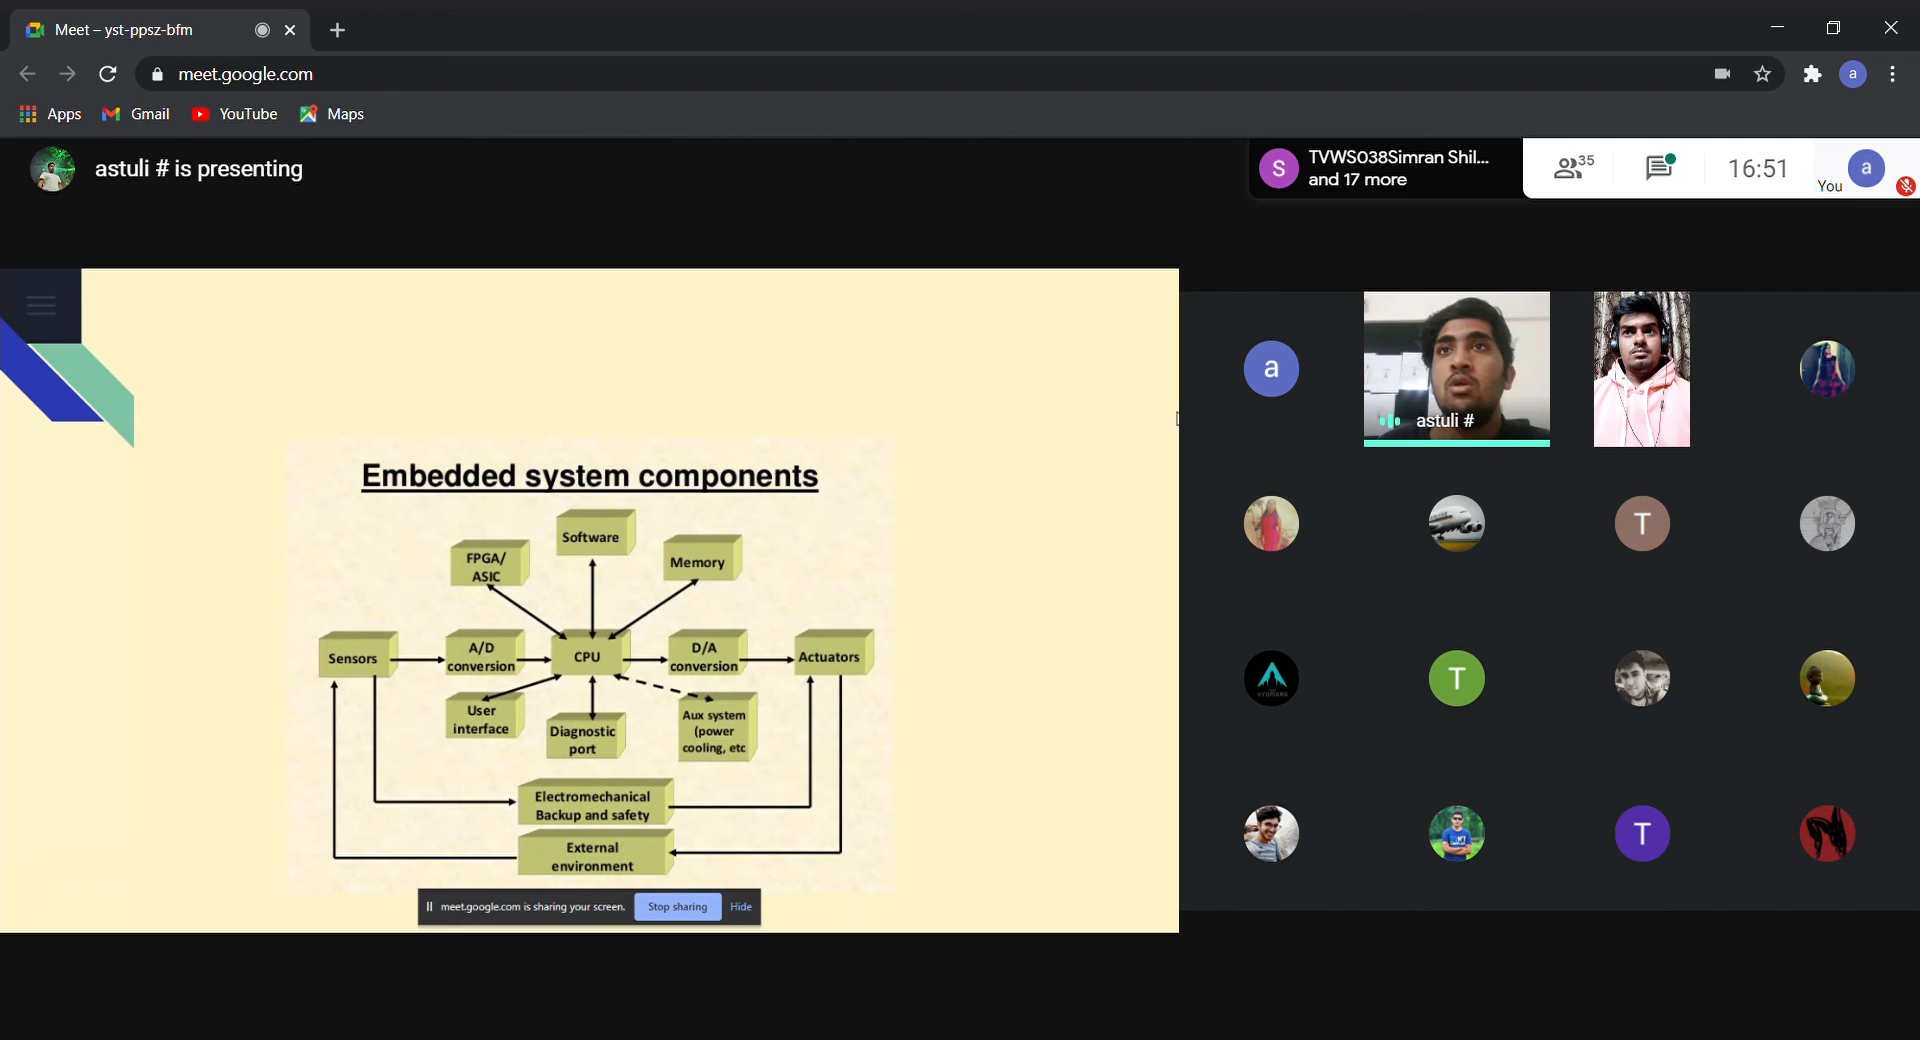 Meet – yst-ppsz-bfm
meet.google.com
a
Apps
Gmail
YouTube
Maps
astuli # is presenting
S
TVWS038Simran Shil...
and 17 more
35
16:51
You
a
Embedded system components
Software
FPGA/
ASIC
Memory
Sensors
A/D
conversion
CPU
D/A
conversion
Actuators
User
interface
Diagnostic
port
Aux system
(power
cooling, etc
Electromechanical
Backup and safety
External
environment
meet.google.com is sharing your screen.
Stop sharing
Hide
a
astuli #
T
T
T